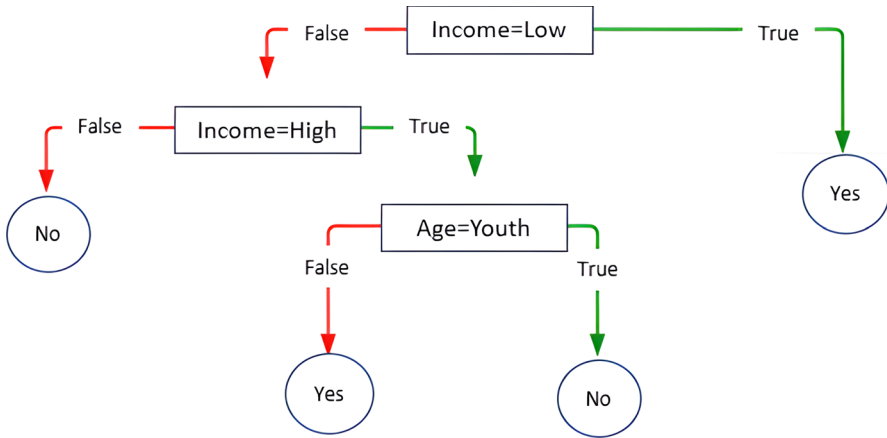 False
Income=Low
True
False
Income=High
True
Yes
No
Age=Youth
False
True
Yes
No